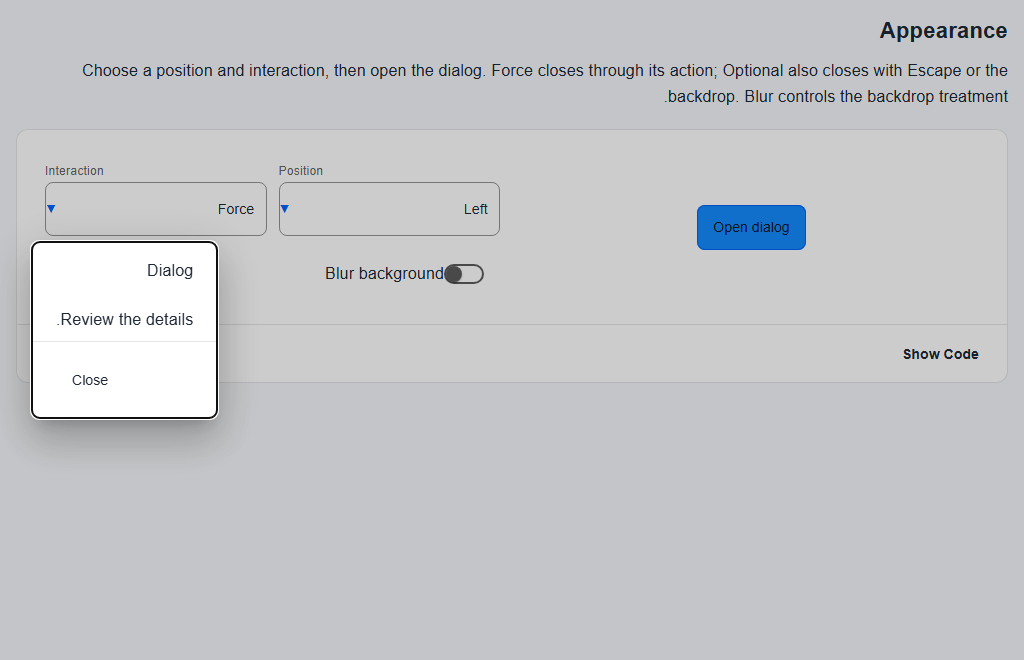 Appearance
Choose a position and interaction, then open the dialog. Force closes through its action; Optional also closes with Escape or the
.backdrop. Blur controls the backdrop treatment
Interaction
Position
Force
Left
Open dialog
Blur background
Dialog
.Review the details
Close
Show Code